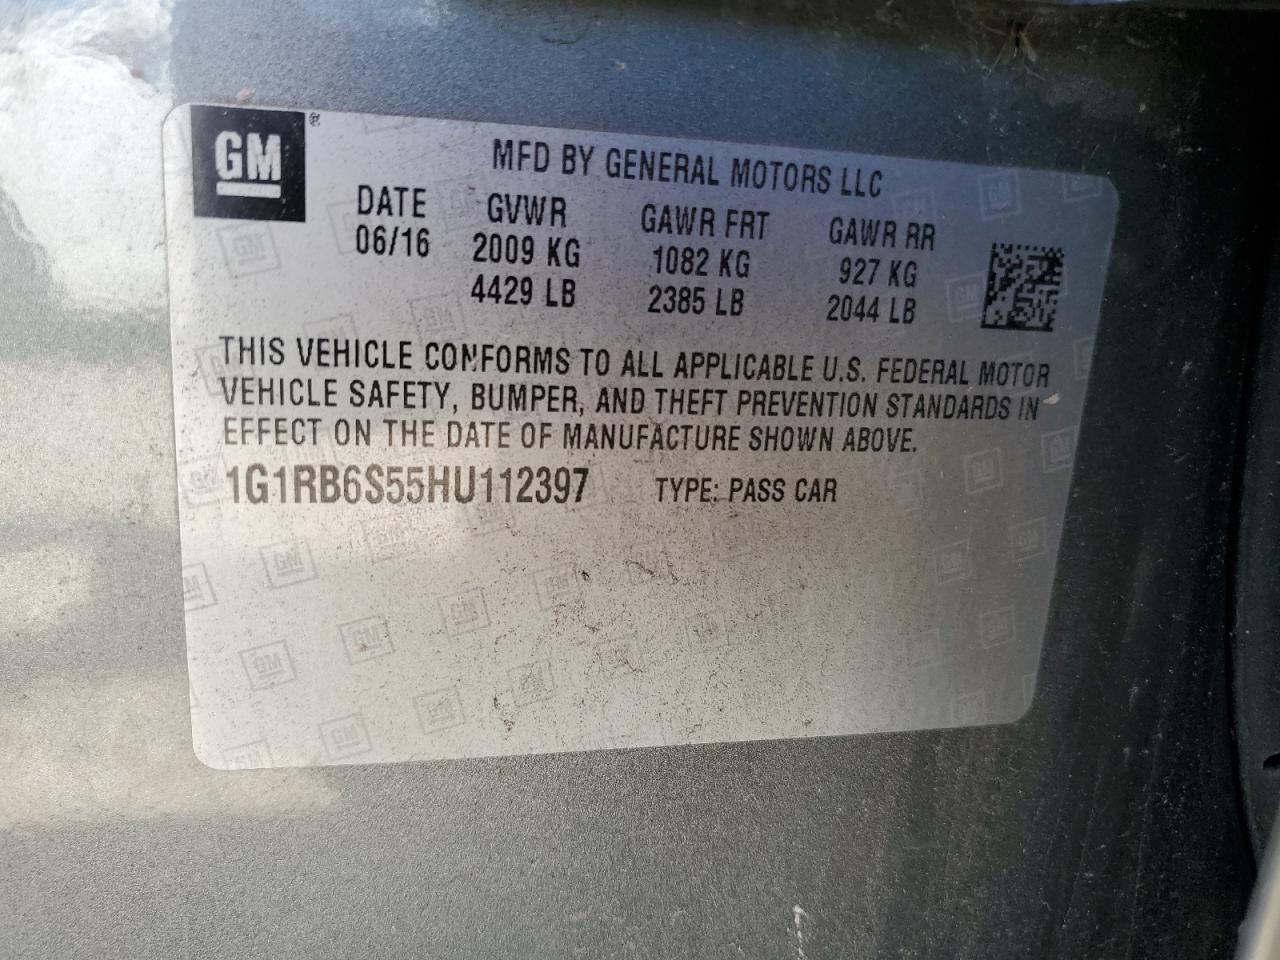 GM®
MFD BY GENERAL MOTORS LLC
DATE GVWR GAWR FRT GAWR RR
06/16 2009 KG 1082 KG 927 KG
4429 LB 2385 LB 2044 LB
THIS VEHICLE CONFORMS TO ALL APPLICABLE U.S. FEDERAL MOTOR
VEHICLE SAFETY, BUMPER, AND THEFT PREVENTION STANDARDS IN
EFFECT ON THE DATE OF MANUFACTURE SHOWN ABOVE.
1G1RB6S55HU112397 TYPE: PASS CAR